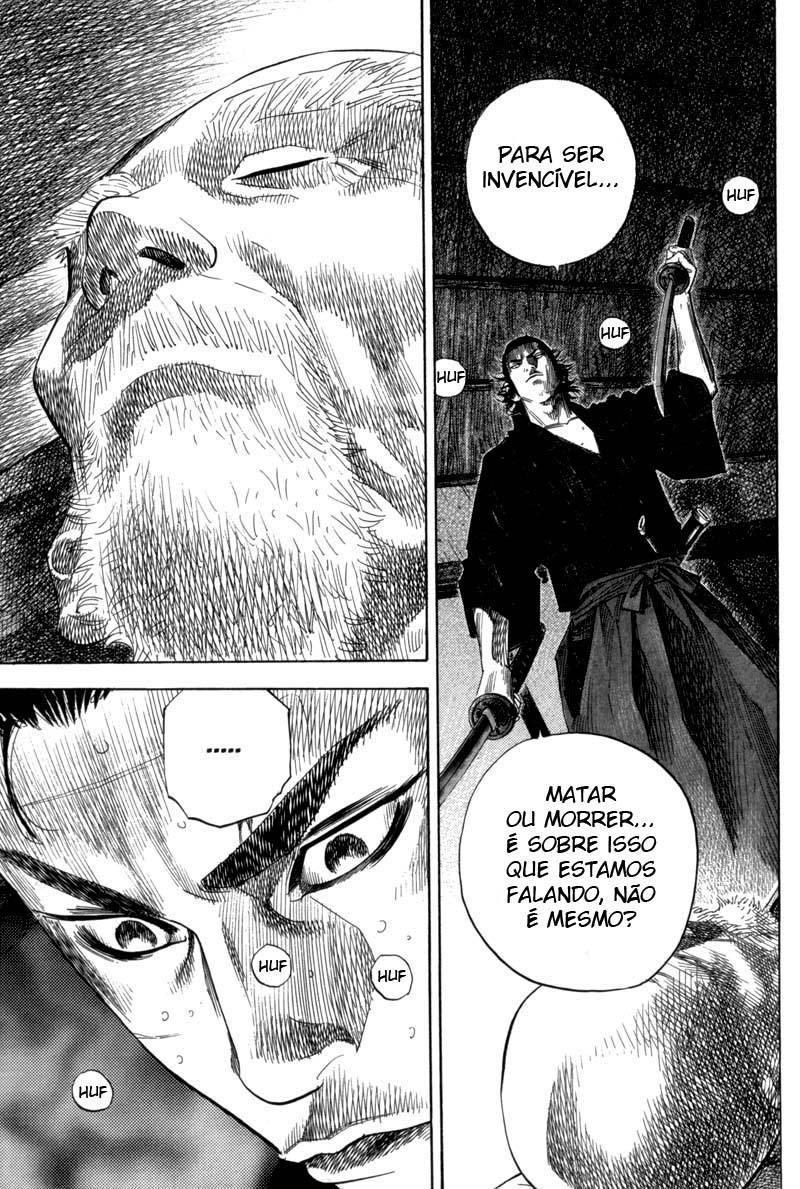 PARA SER
INVENCÍVEL...
HUF
HUF
HUF
MATAR
OU MORRER...
É SOBRE ISSO
QUE ESTAMOS
FALANDO, NÃO
É MESMO?
.....
HUF
HUF
HUF